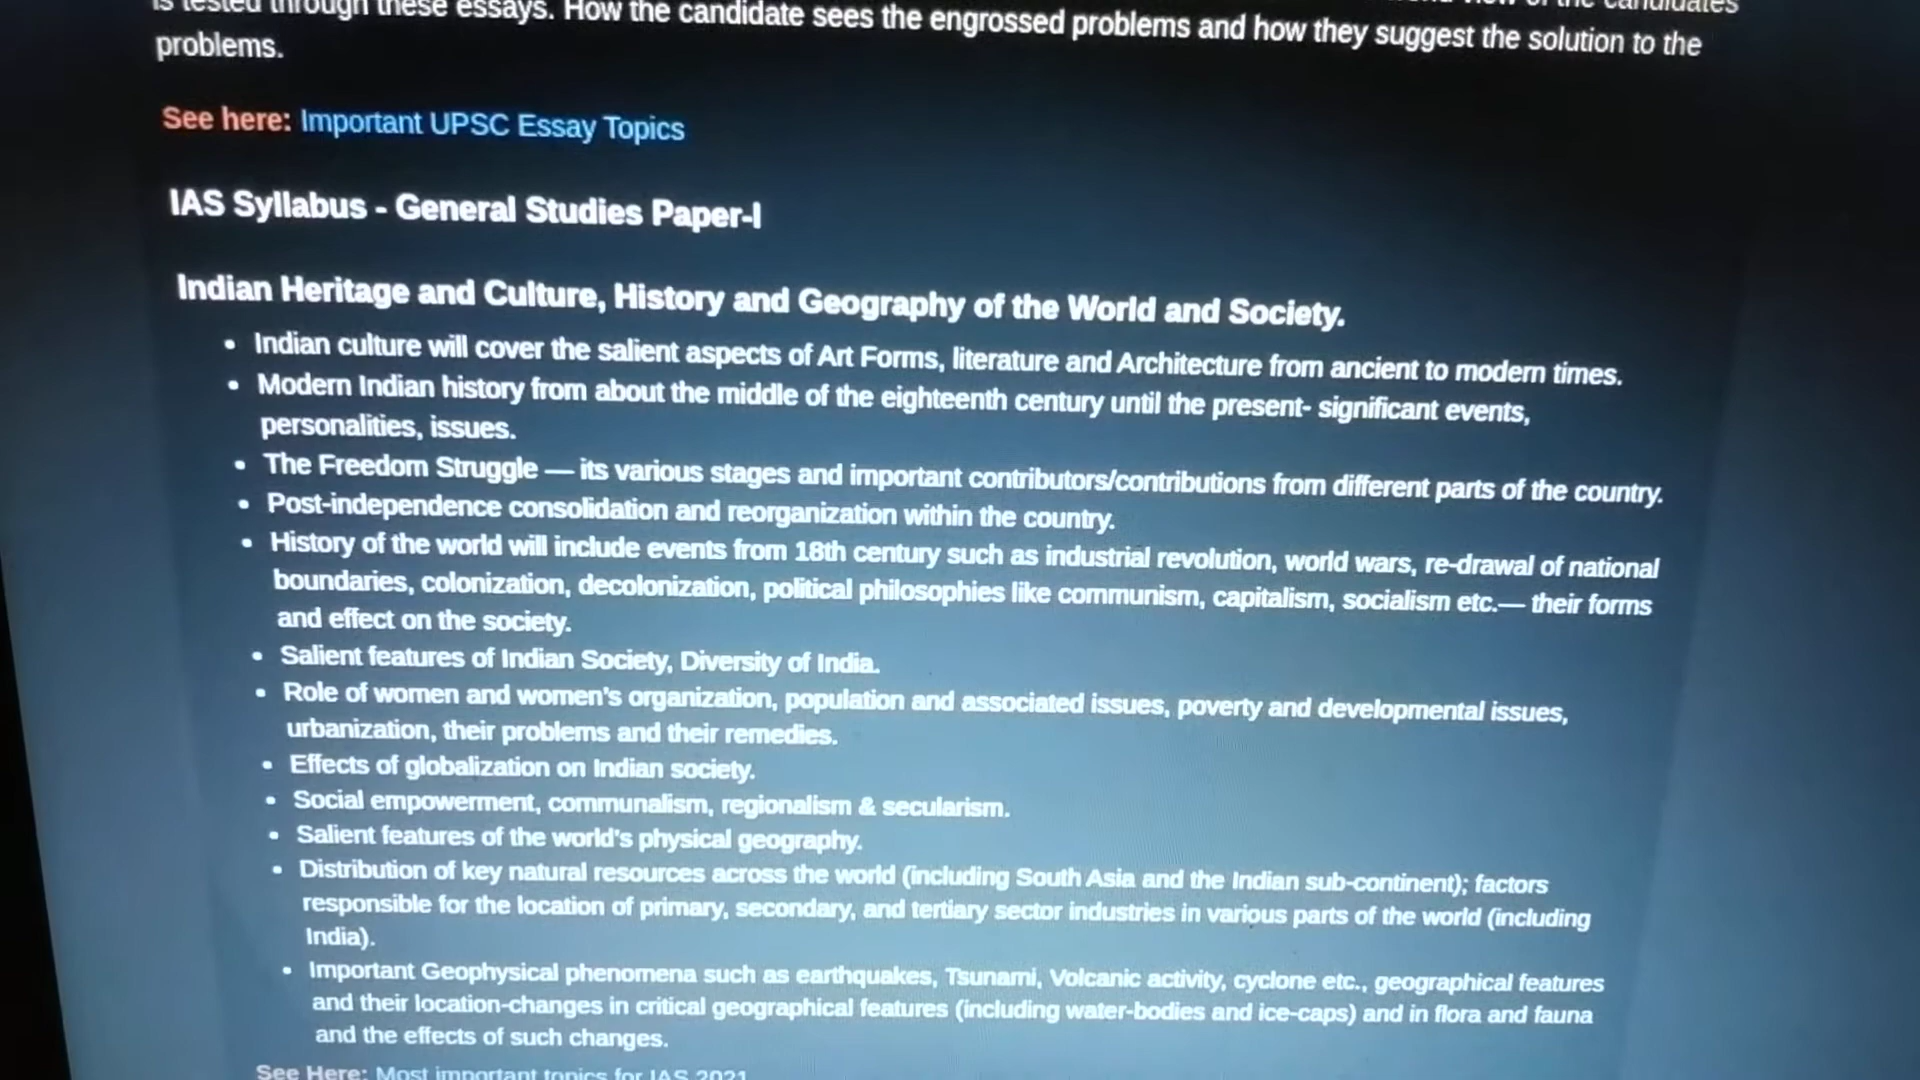 is tested through these essays. How the candidate sees the engrossed problems and how they suggest the solution to the
problems.
See here: Important UPSC Essay Topics
IAS Syllabus - General Studies Paper-I
Indian Heritage and Culture, History and Geography of the World and Society.
• Indian culture will cover the salient aspects of Art Forms, literature and Architecture from ancient to modern times.
• Modern Indian history from about the middle of the eighteenth century until the present- significant events,
personalities, issues.
• The Freedom Struggle — its various stages and important contributors/contributions from different parts of the country.
• Post-independence consolidation and reorganization within the country.
• History of the world will include events from 18th century such as industrial revolution, world wars, re-drawal of national
boundaries, colonization, decolonization, political philosophies like communism, capitalism, socialism etc.— their forms
and effect on the society.
• Salient features of Indian Society, Diversity of India.
• Role of women and women's organization, population and associated issues, poverty and developmental issues,
urbanization, their problems and their remedies.
• Effects of globalization on Indian society.
• Social empowerment, communalism, regionalism & secularism.
• Salient features of the world's physical geography.
• Distribution of key natural resources across the world (including South Asia and the Indian sub-continent); factors
responsible for the location of primary, secondary, and tertiary sector industries in various parts of the world (including
India).
• Important Geophysical phenomena such as earthquakes, Tsunami, Volcanic activity, cyclone etc., geographical features
and their location-changes in critical geographical features (including water-bodies and ice-caps) and in flora and fauna
and the effects of such changes.
See Here: Most important topics for IAS 2021